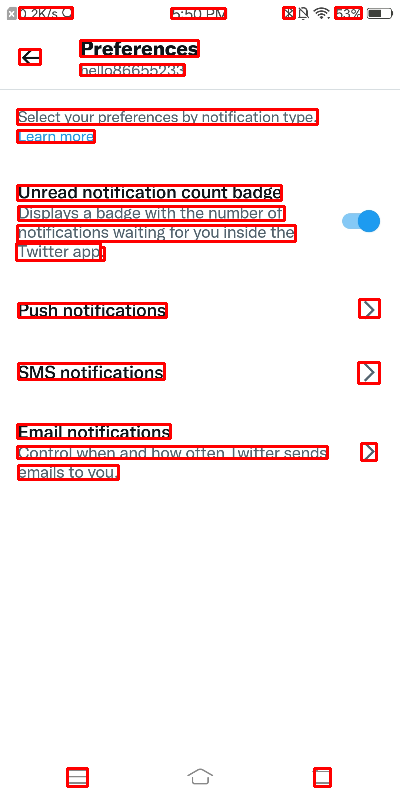 0.2K/s
5:50 PM
53%
Preferences
hello86655233
Select your preferences by notification type.
Learn more
Unread notification count badge
Displays a badge with the number of
notifications waiting for you inside the
Twitter app.
Push notifications
SMS notifications
Email notifications
Control when and how often Twitter sends
emails to you.